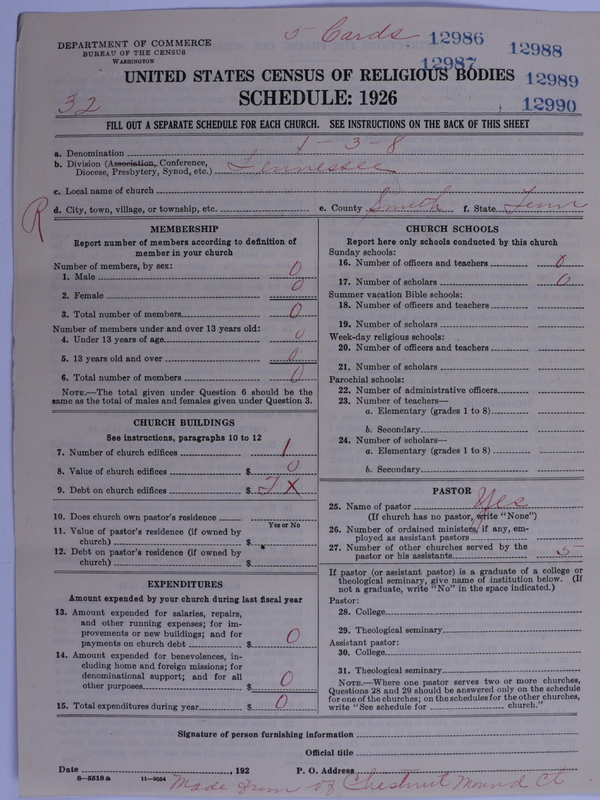 5 Cards
12986
12988
12987
12989
12990
DEPARTMENT OF COMMERCE
BUREAU OF THE CENSUS
WASHINGTON
UNITED STATES CENSUS OF RELIGIOUS BODIES
32
SCHEDULE: 1926
FILL OUT A SEPARATE SCHEDULE FOR EACH CHURCH. SEE INSTRUCTIONS ON THE BACK OF THIS SHEET
a. Denomination 1-3-8
b. Division (Association, Conference,
Diocese, Presbytery, Synod, etc.) Tennessee
c. Local name of church
R
d. City, town, village, or township, etc. e. County Smith f. State Tenn
MEMBERSHIP
Report number of members according to definition of
member in your church
Number of members, by sex:
1. Male 0
2. Female 0
3. Total number of members 0
Number of members under and over 13 years old:
4. Under 13 years of age 0
5. 13 years old and over 0
6. Total number of members 0
NOTE.—The total given under Question 6 should be the
same as the total of males and females given under Question 3.
CHURCH BUILDINGS
See instructions, paragraphs 10 to 12
7. Number of church edifices 1
8. Value of church edifices $ 0
9. Debt on church edifices $ X
10. Does church own pastor's residence
Yes or No
11. Value of pastor's residence (if owned by
church) $
12. Debt on pastor's residence (if owned by
church) $
EXPENDITURES
Amount expended by church during last fiscal year
13. Amount expended for salaries, repairs,
and other running expenses; for im-
provements or new buildings; and for
payments on church debt $ 0
14. Amount expended for benevolences, in-
cluding home and foreign missions; for
denominational support; and for all
other purposes $ 0
15. Total expenditures during year $ 0
CHURCH SCHOOLS
Report here only schools conducted by this church
Sunday schools:
16. Number of officers and teachers 0
17. Number of scholars 0
Summer vacation Bible schools:
18. Number of officers and teachers
19. Number of scholars
Week-day religious schools:
20. Number of officers and teachers
21. Number of scholars
Parochial schools:
22. Number of administrative officers
23. Number of teachers—
a. Elementary (grades 1 to 8)
b. Secondary
24. Number of scholars—
a. Elementary (grades 1 to 8)
b. Secondary
PASTOR
25. Name of pastor Yes
(If church has no pastor, write "None")
26. Number of ordained ministers, if any, em-
ployed as assistant pastors
27. Number of other churches served by the
pastor or his assistants 5
If pastor (or assistant pastor) is a graduate of a college or
theological seminary, give name of institution below. (If
not a graduate, write "No" in the space indicated.)
Pastor:
28. College
29. Theological seminary
Assistant pastor:
30. College
31. Theological seminary
NOTE.—Where one pastor serves two or more churches,
Questions 28 and 29 should be answered only on the schedule
for one of the churches; on the schedules for the other churches,
write "See schedule for church."
Signature of person furnishing information
Official title
Date , 192 P. O. Address
8—5518a 11—9664 Made from of Chestnut Mound Ct